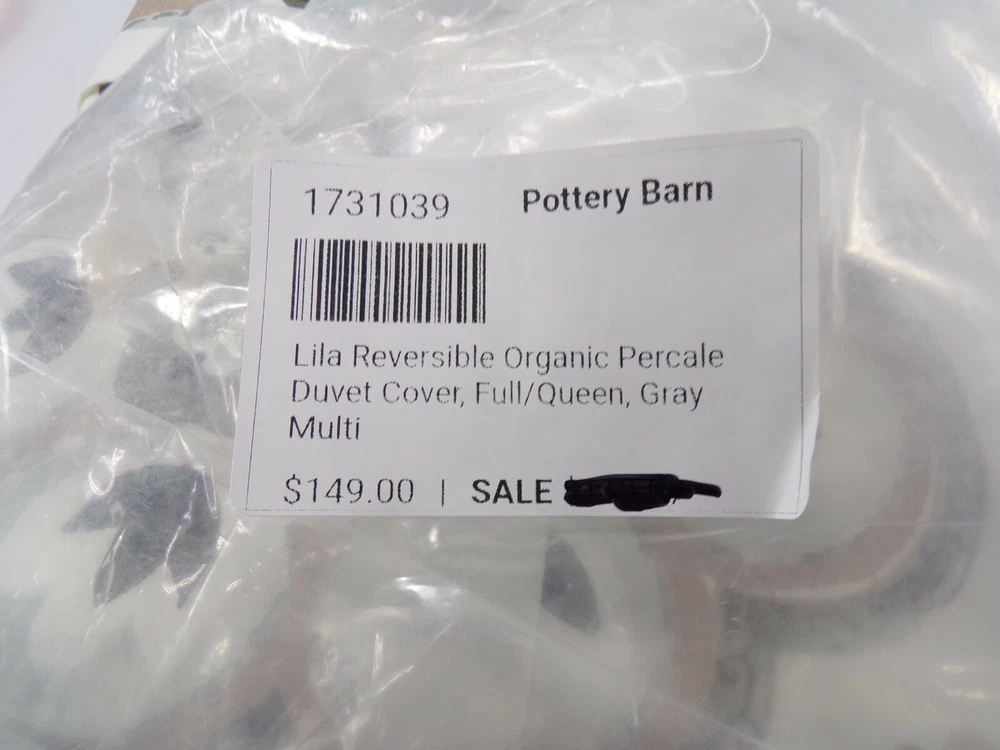 1731039 Pottery Barn
Lila Reversible Organic Percale
Duvet Cover, Full/Queen, Gray
Multi
$149.00 | SALE